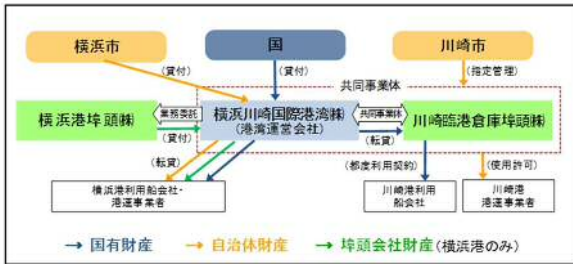 横浜市
国
川崎市
(貸付)
(貸付)
(指定管理)
共同事業体
横浜港埠頭㈱
業務委託
横浜川崎国際港湾㈱
(港湾運営会社)
共同事業体
川崎臨港倉庫埠頭㈱
(貸付)
(転貸)
(転貸)
(都度利用契約)
(使用許可)
横浜港利用船会社・
港運事業者
川崎港利用
船会社
川崎港
港運事業者
国有財産
自治体財産
埠頭会社財産(横浜港のみ)